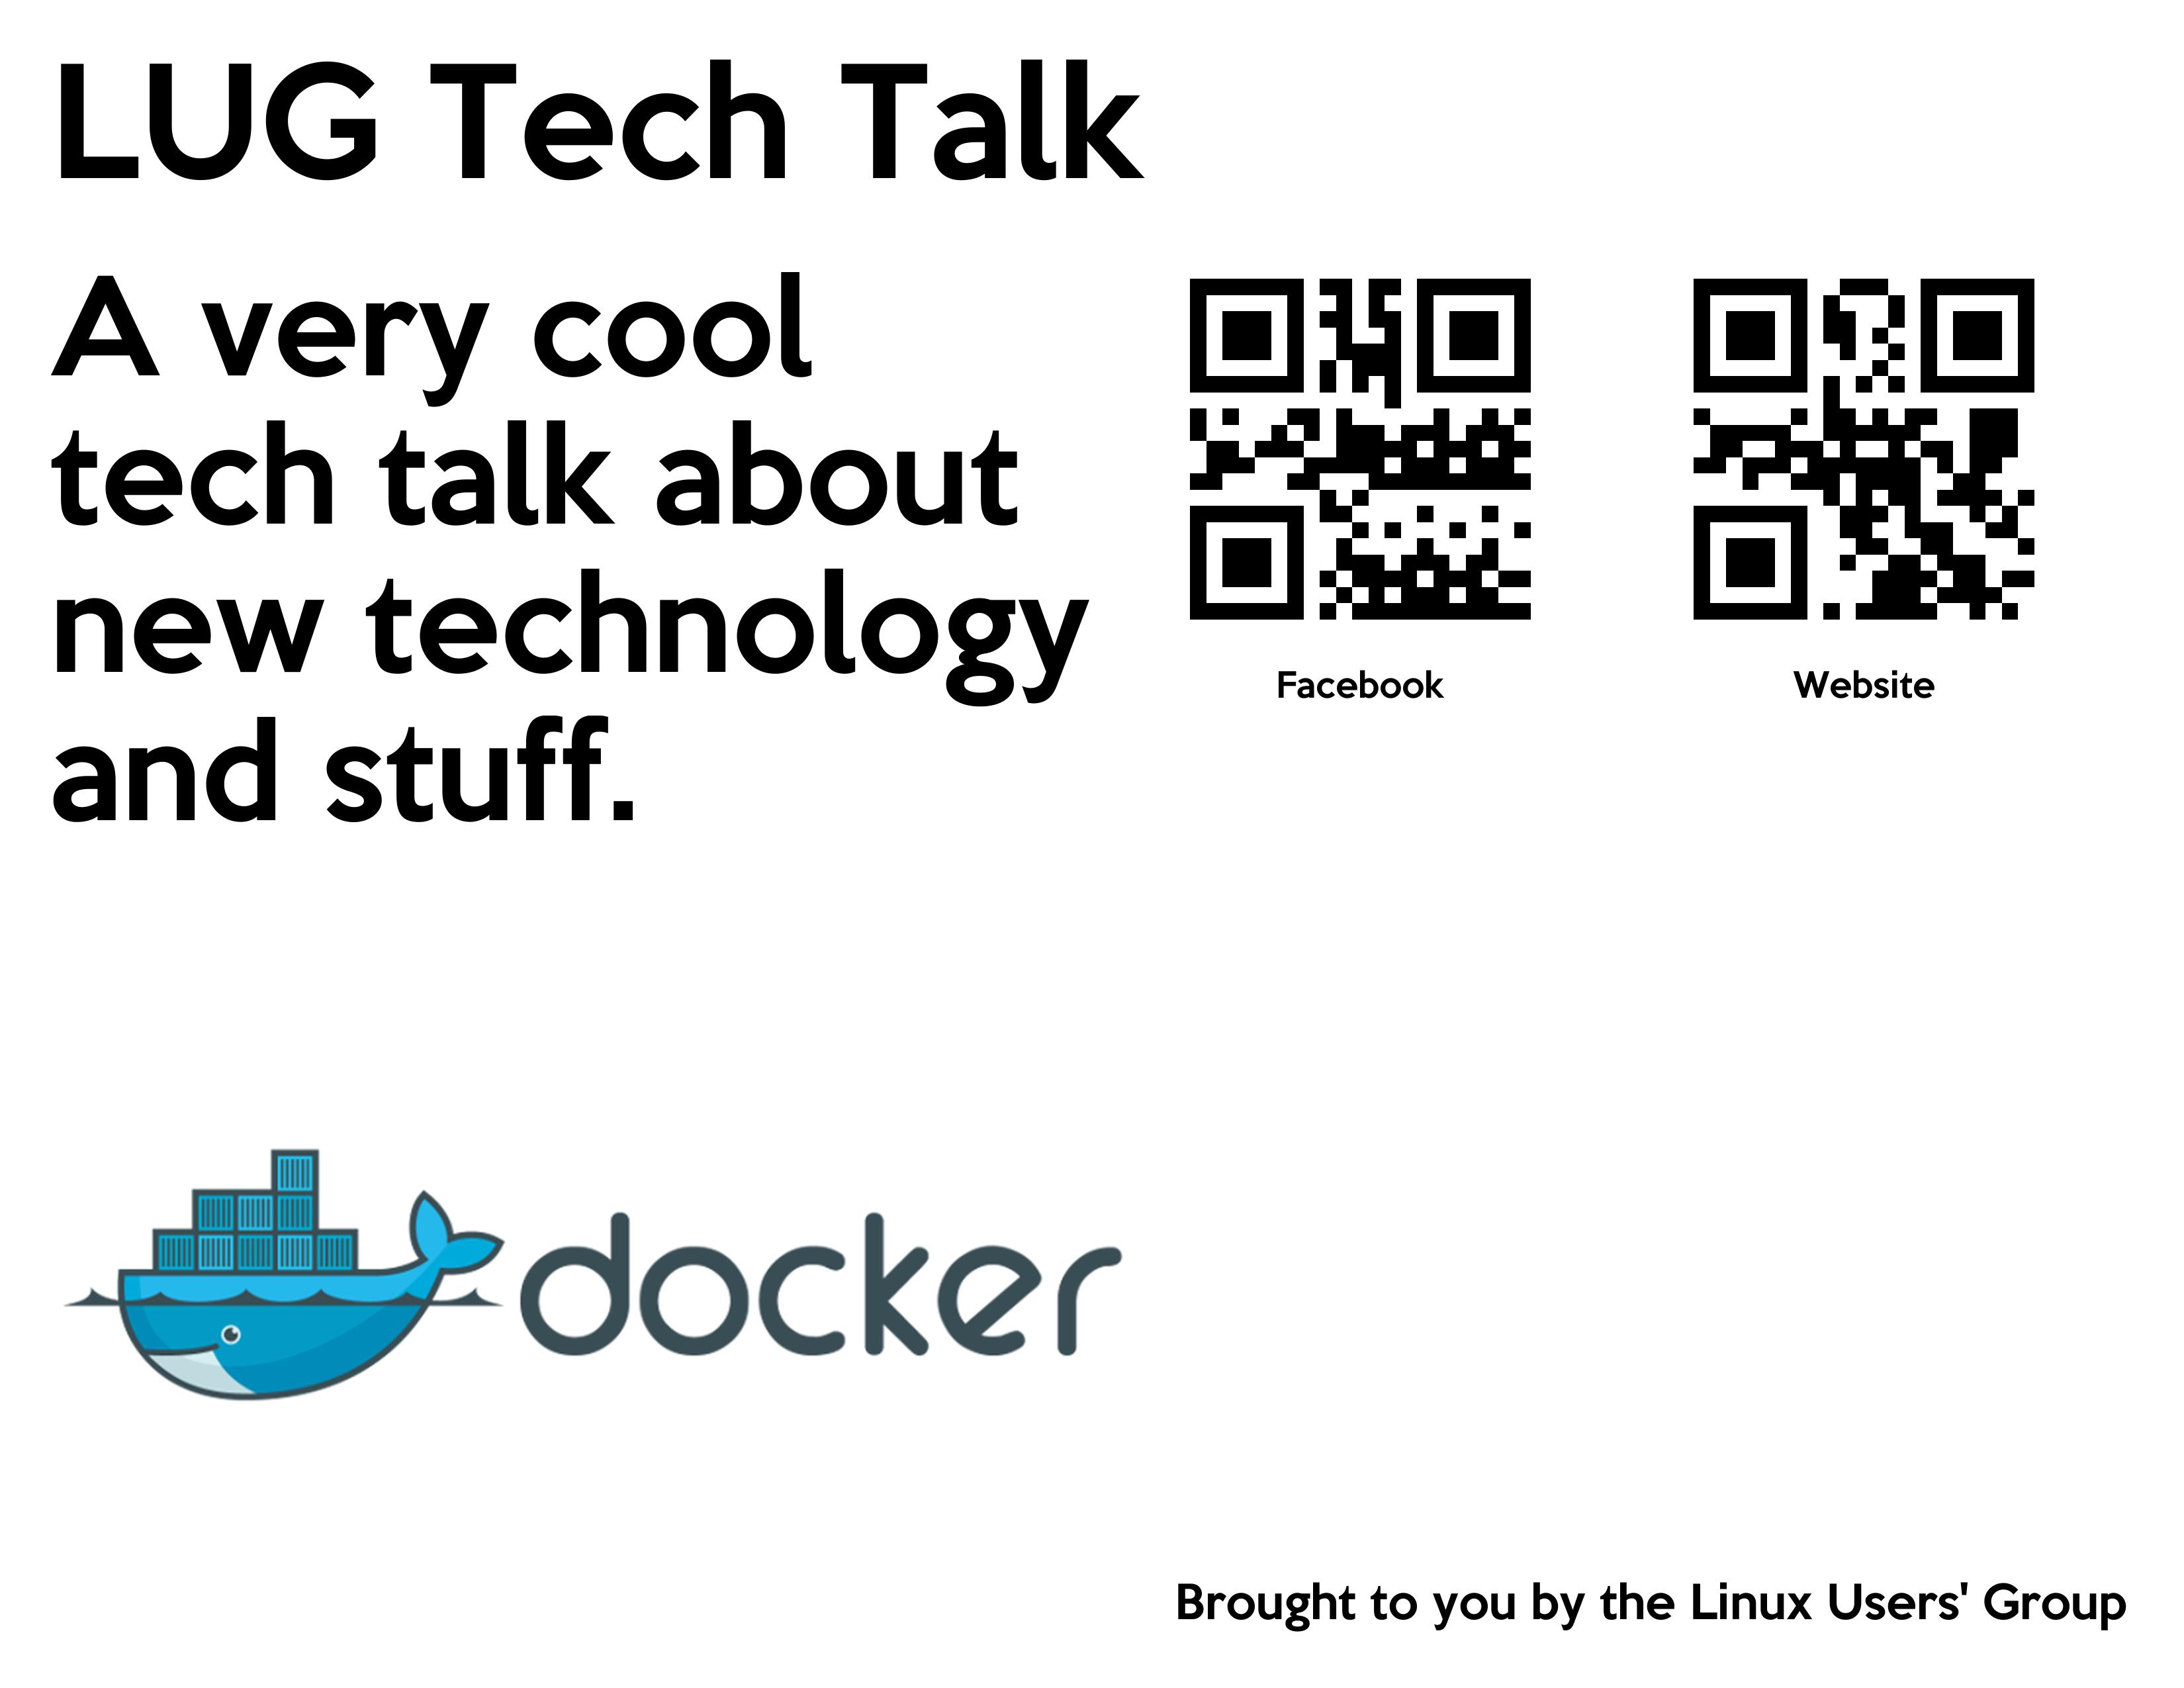 LUG Tech Talk
A very cool
tech talk about
new technology
and stuff.
Facebook
Website
docker
Brought to you by the Linux Users' Group